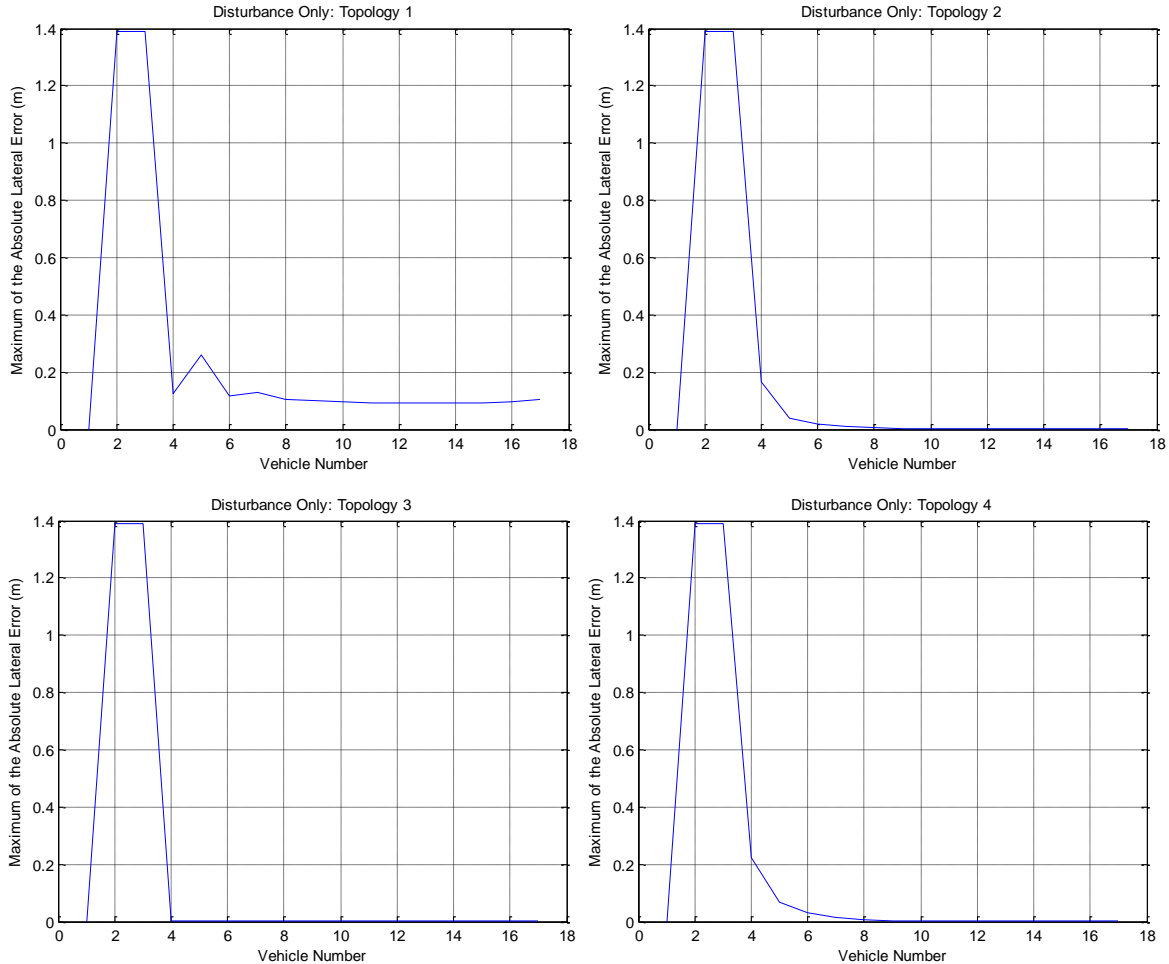 Disturbance Only: Topology 1
Maximum of the Absolute Lateral Error (m)
1.4
1.2
1
0.8
0.6
0.4
0.2
0
0 2 4 6 8 10 12 14 16 18
Vehicle Number
Disturbance Only: Topology 2
Maximum of the Absolute Lateral Error (m)
1.4
1.2
1
0.8
0.6
0.4
0.2
0
0 2 4 6 8 10 12 14 16 18
Vehicle Number
Disturbance Only: Topology 3
Maximum of the Absolute Lateral Error (m)
1.4
1.2
1
0.8
0.6
0.4
0.2
0
0 2 4 6 8 10 12 14 16 18
Vehicle Number
Disturbance Only: Topology 4
Maximum of the Absolute Lateral Error (m)
1.4
1.2
1
0.8
0.6
0.4
0.2
0
0 2 4 6 8 10 12 14 16 18
Vehicle Number